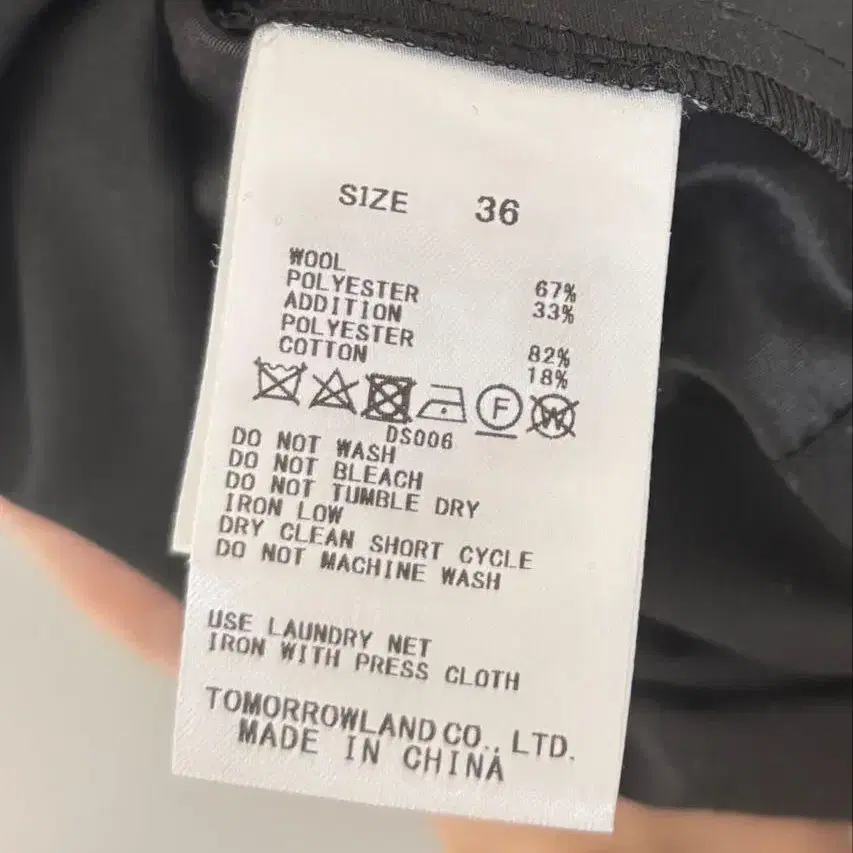 SIZE 36
WOOL 67%
POLYESTER 33%
ADDITION
POLYESTER 82%
COTTON 18%
F W
DS006
DO NOT WASH
DO NOT BLEACH
DO NOT TUMBLE DRY
IRON LOW
DRY CLEAN SHORT CYCLE
DO NOT MACHINE WASH
USE LAUNDRY NET
IRON WITH PRESS CLOTH
TOMORROWLAND CO., LTD.
MADE IN CHINA